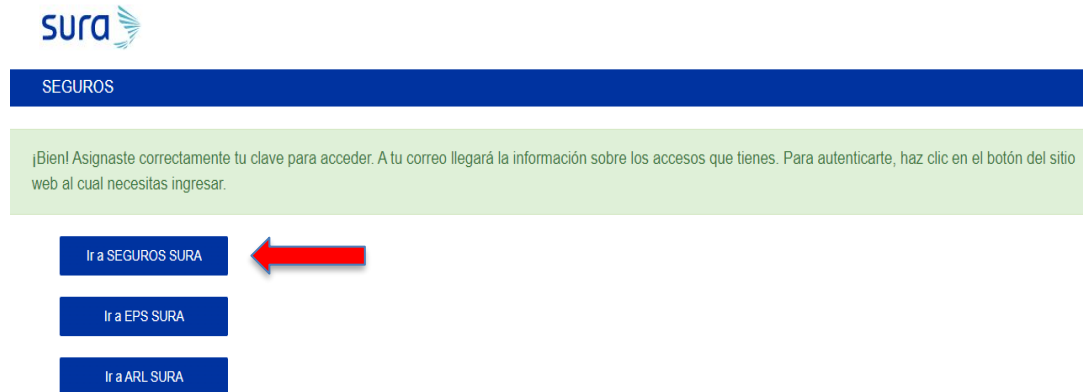 sura
SEGUROS
¡Bien! Asignaste correctamente tu clave para acceder. A tu correo llegará la información sobre los accesos que tienes. Para autenticarte, haz clic en el botón del sitio
web al cual necesitas ingresar.
Ir a SEGUROS SURA
Ir a EPS SURA
Ir a ARL SURA